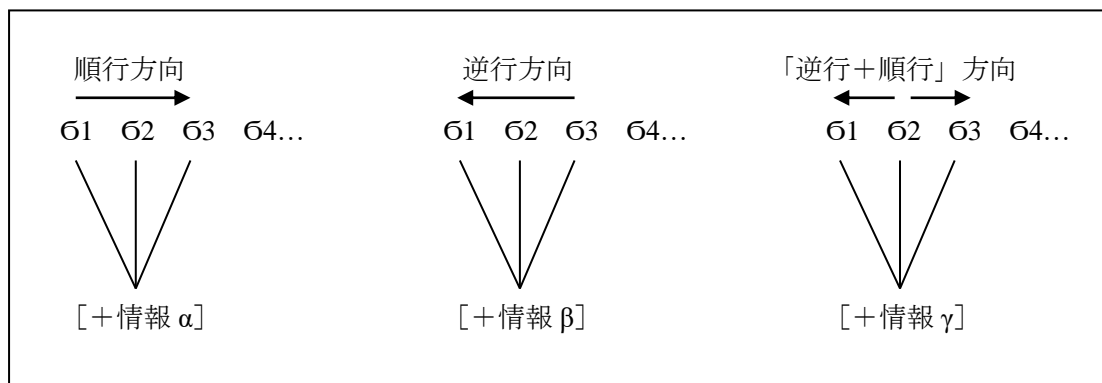 順行方向 逆行方向 「逆行＋順行」方向
б1 б2 б3 б4… б1 б2 б3 б4… б1 б2 б3 б4…
［＋情報 α］ ［＋情報 β］ ［＋情報 γ］